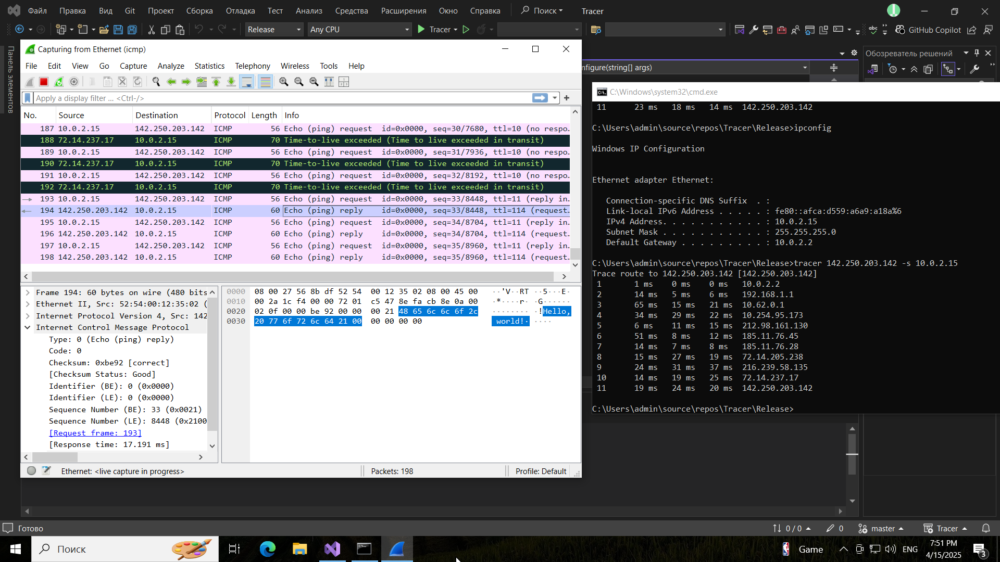 Файл Правка Вид Git Проект Сборка Отладка Тест Анализ Средства Расширения Окно Справка Поиск Tracer
Release Any CPU Tracer GitHub Copilot
Панель элементов
Capturing from Ethernet (icmp)
File Edit View Go Capture Analyze Statistics Telephony Wireless Tools Help
Apply a display filter ... <Ctrl-/>
No. Source Destination Protocol Length Info
187 10.0.2.15 142.250.203.142 ICMP 56 Echo (ping) request id=0x0000, seq=30/7680, ttl=10 (no respo…
188 72.14.237.17 10.0.2.15 ICMP 70 Time-to-live exceeded (Time to live exceeded in transit)
189 10.0.2.15 142.250.203.142 ICMP 56 Echo (ping) request id=0x0000, seq=31/7936, ttl=10 (no respo…
190 72.14.237.17 10.0.2.15 ICMP 70 Time-to-live exceeded (Time to live exceeded in transit)
191 10.0.2.15 142.250.203.142 ICMP 56 Echo (ping) request id=0x0000, seq=32/8192, ttl=10 (no respo…
192 72.14.237.17 10.0.2.15 ICMP 70 Time-to-live exceeded (Time to live exceeded in transit)
193 10.0.2.15 142.250.203.142 ICMP 56 Echo (ping) request id=0x0000, seq=33/8448, ttl=11 (reply in…
194 142.250.203.142 10.0.2.15 ICMP 60 Echo (ping) reply id=0x0000, seq=33/8448, ttl=114 (request…
195 10.0.2.15 142.250.203.142 ICMP 56 Echo (ping) request id=0x0000, seq=34/8704, ttl=11 (reply in…
196 142.250.203.142 10.0.2.15 ICMP 60 Echo (ping) reply id=0x0000, seq=34/8704, ttl=114 (request…
197 10.0.2.15 142.250.203.142 ICMP 56 Echo (ping) request id=0x0000, seq=35/8960, ttl=11 (reply in…
198 142.250.203.142 10.0.2.15 ICMP 60 Echo (ping) reply id=0x0000, seq=35/8960, ttl=114 (request…
Frame 194: 60 bytes on wire (480 bits
Ethernet II, Src: 52:54:00:12:35:02 (
Internet Protocol Version 4, Src: 142
Internet Control Message Protocol
Type: 0 (Echo (ping) reply)
Code: 0
Checksum: 0xbe92 [correct]
[Checksum Status: Good]
Identifier (BE): 0 (0x0000)
Identifier (LE): 0 (0x0000)
Sequence Number (BE): 33 (0x0021)
Sequence Number (LE): 8448 (0x2100
[Request frame: 193]
[Response time: 17.191 ms]
0000 08 00 27 56 8b df 52 54 00 12 35 02 08 00 45 00 ··'V··RT ··5···E·
0010 00 2a 1c f4 00 00 72 01 c5 47 8e fa cb 8e 0a 00 ·*····r· ·G······
0020 02 0f 00 00 be 92 00 00 00 21 48 65 6c 6c 6f 2c ········ ·!Hello,
0030 20 77 6f 72 6c 64 21 00 00 00 00 00 world!· ····
Ethernet: <live capture in progress> Packets: 198 Profile: Default
nfigure(string[] args)
Обозреватель решений
C:\Windows\system32\cmd.exe
11 23 ms 18 ms 14 ms 142.250.203.142
C:\Users\admin\source\repos\Tracer\Release>ipconfig
Windows IP Configuration
Ethernet adapter Ethernet:
Connection-specific DNS Suffix . :
Link-local IPv6 Address . . . . . : fe80::afca:d559:a6a9:a18a%6
IPv4 Address. . . . . . . . . . . : 10.0.2.15
Subnet Mask . . . . . . . . . . . : 255.255.255.0
Default Gateway . . . . . . . . . : 10.0.2.2
C:\Users\admin\source\repos\Tracer\Release>tracer 142.250.203.142 -s 10.0.2.15
Trace route to 142.250.203.142 [142.250.203.142]
1 1 ms 0 ms 0 ms 10.0.2.2
2 14 ms 5 ms 6 ms 192.168.1.1
3 65 ms 15 ms 21 ms 10.62.0.1
4 34 ms 29 ms 22 ms 10.254.95.173
5 6 ms 11 ms 15 ms 212.98.161.130
6 51 ms 8 ms 12 ms 185.11.76.45
7 14 ms 7 ms 8 ms 185.11.76.28
8 15 ms 27 ms 19 ms 72.14.205.238
9 24 ms 31 ms 37 ms 216.239.58.135
10 14 ms 19 ms 25 ms 72.14.237.17
11 19 ms 24 ms 20 ms 142.250.203.142
C:\Users\admin\source\repos\Tracer\Release>
Готово 0 / 0 0 master Tracer
Поиск Game ENG 7:51 PM
4/15/2025 3